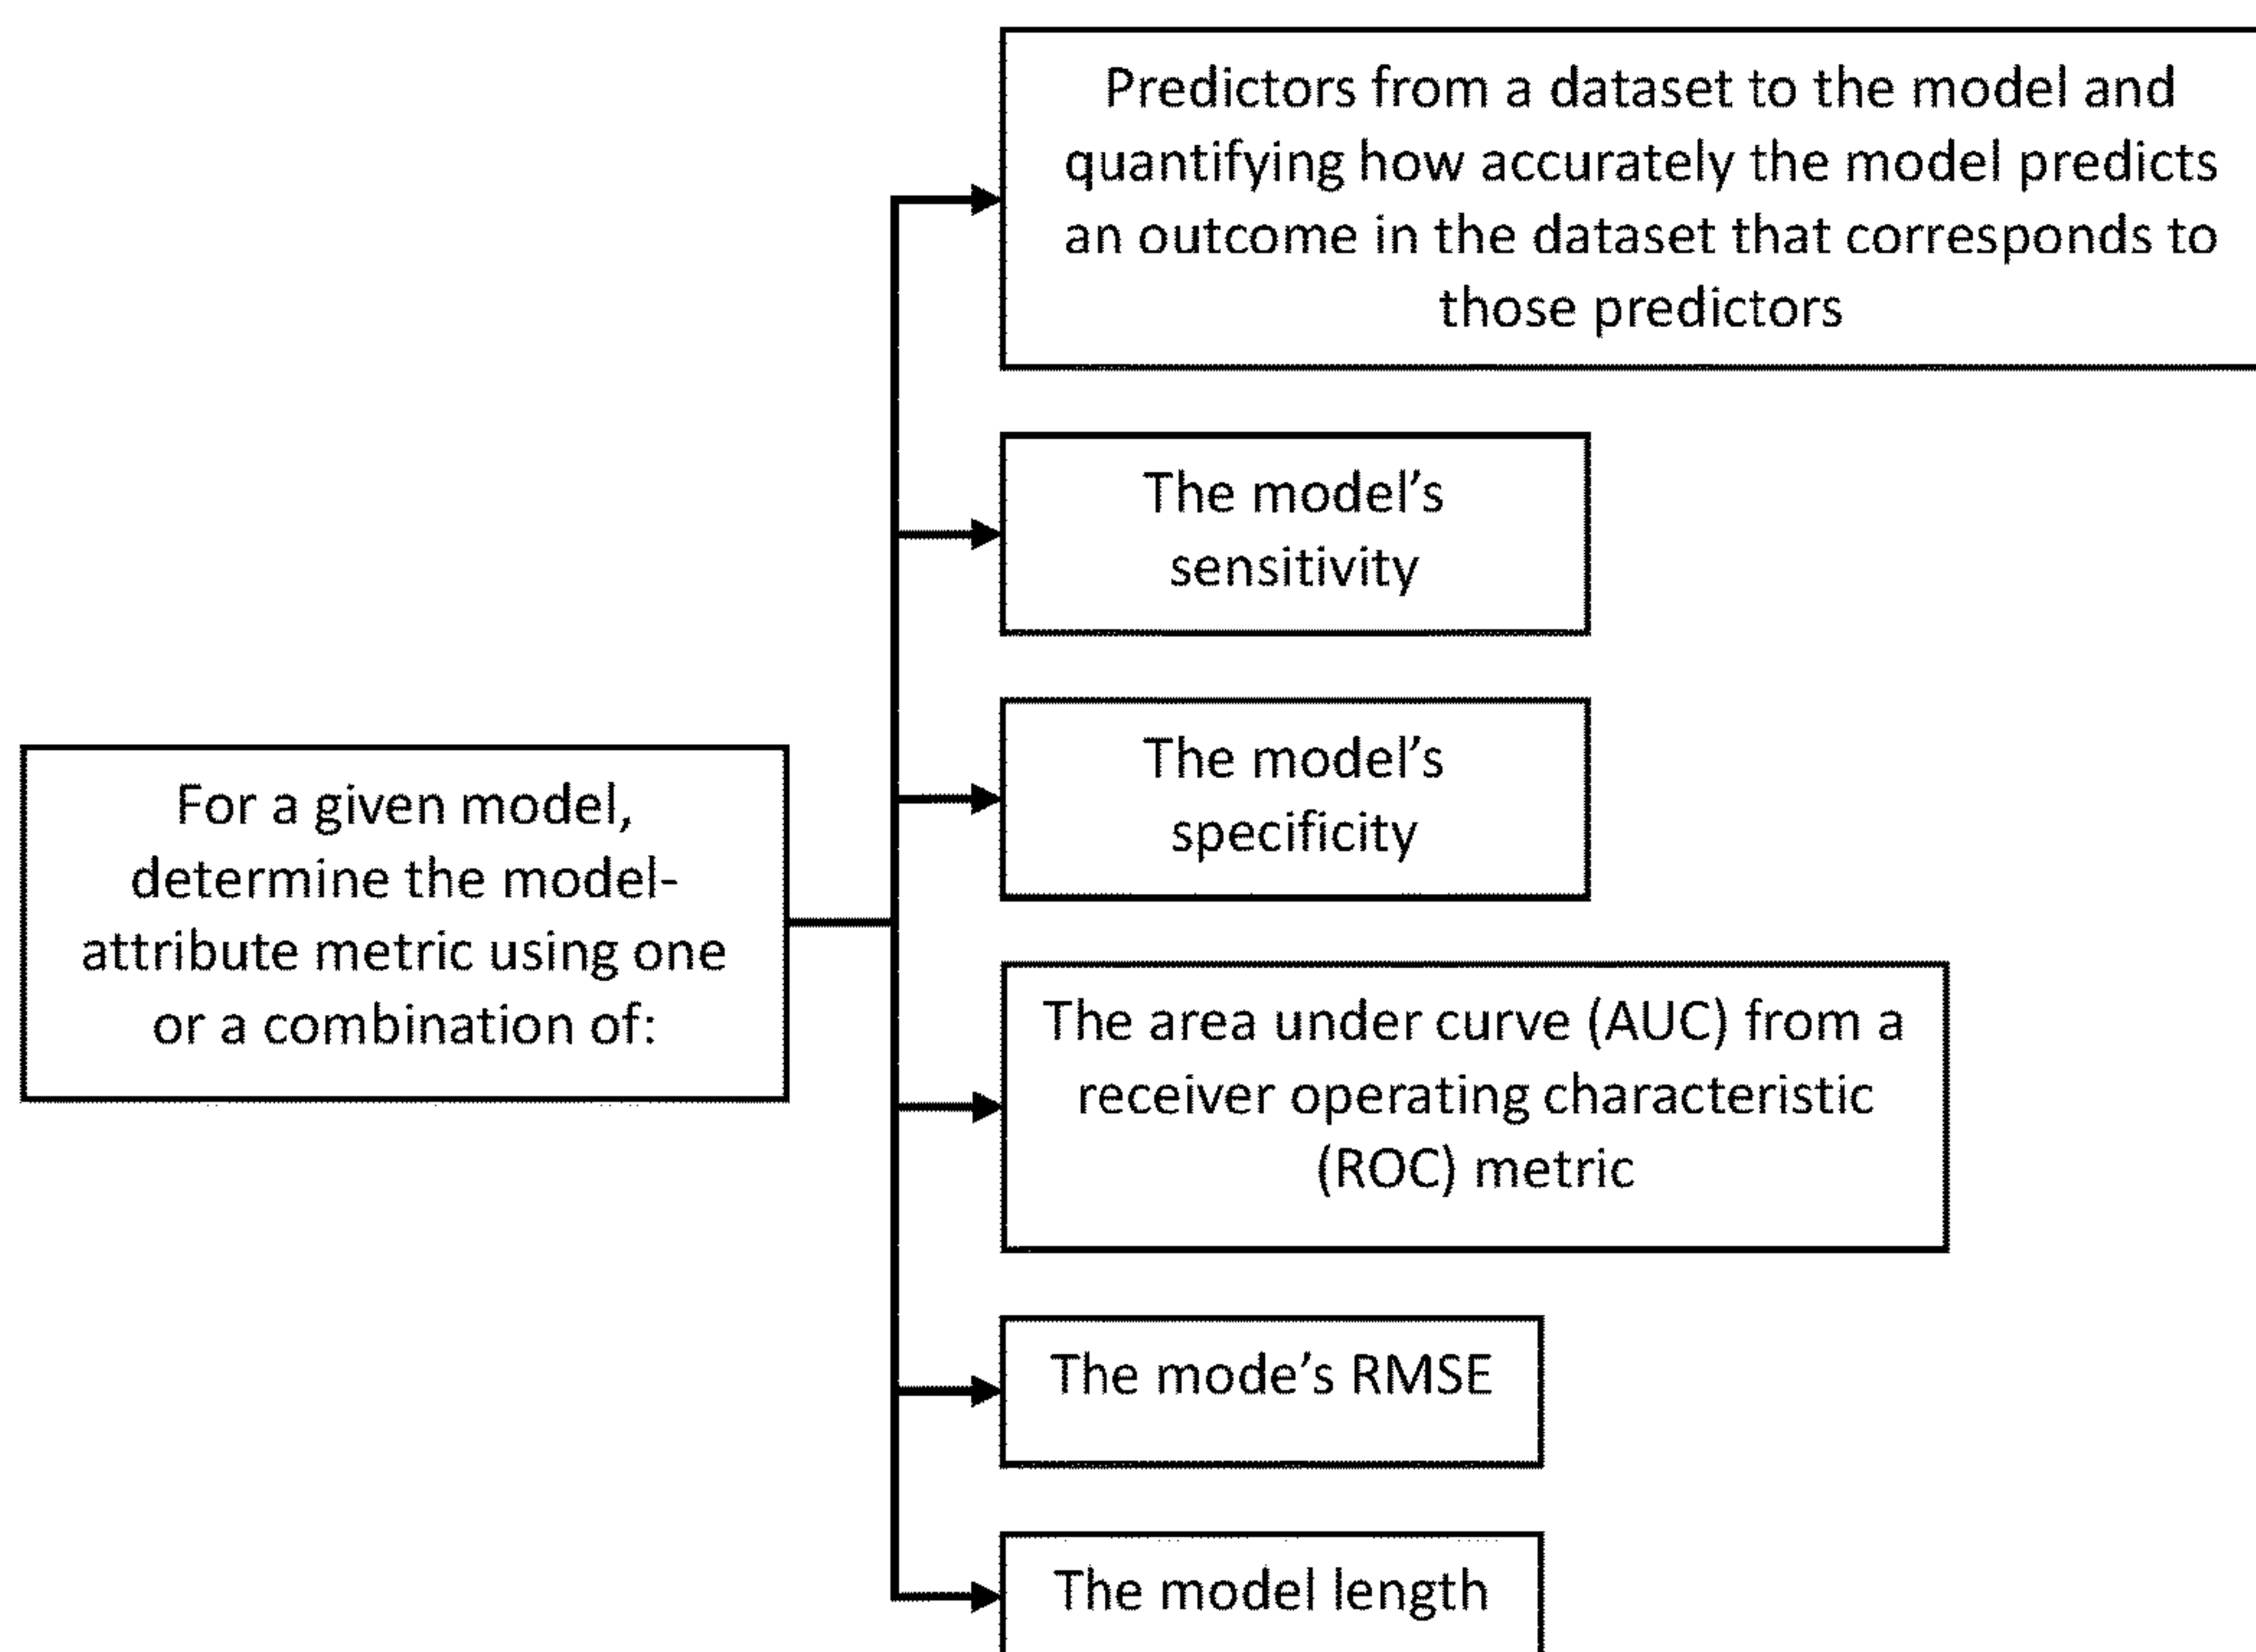 For a given model,
determine the model-
attribute metric using one
or a combination of:
Predictors from a dataset to the model and
quantifying how accurately the model predicts
an outcome in the dataset that corresponds to
those predictors
The model’s
sensitivity
The model’s
specificity
The area under curve (AUC) from a
receiver operating characteristic
(ROC) metric
The mode’s RMSE
The model length